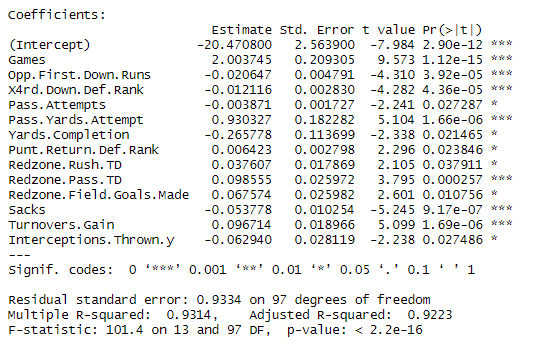 Coefficients:
Estimate Std. Error t value Pr(>|t|)
(Intercept) -20.470800 2.563900 -7.984 2.90e-12 ***
Games 2.003745 0.209305 9.573 1.12e-15 ***
Opp.First.Down.Runs -0.020647 0.004791 -4.310 3.92e-05 ***
X4rd.Down.Def.Rank -0.012116 0.002830 -4.282 4.36e-05 ***
Pass.Attempts -0.003871 0.001727 -2.241 0.027287 *
Pass.Yards.Attempt 0.930327 0.182282 5.104 1.66e-06 ***
Yards.Completion -0.265778 0.113699 -2.338 0.021465 *
Punt.Return.Def.Rank 0.006423 0.002798 2.296 0.023846 *
Redzone.Rush.TD 0.037607 0.017869 2.105 0.037911 *
Redzone.Pass.TD 0.098555 0.025972 3.795 0.000257 ***
Redzone.Field.Goals.Made 0.067574 0.025982 2.601 0.010756 *
Sacks -0.053778 0.010254 -5.245 9.17e-07 ***
Turnovers.Gain 0.096714 0.018966 5.099 1.69e-06 ***
Interceptions.Thrown.y -0.062940 0.028119 -2.238 0.027486 *
---
Signif. codes: 0 ‘***’ 0.001 ‘**’ 0.01 ‘*’ 0.05 ‘.’ 0.1 ‘ ’ 1
Residual standard error: 0.9334 on 97 degrees of freedom
Multiple R-squared: 0.9314, Adjusted R-squared: 0.9223
F-statistic: 101.4 on 13 and 97 DF, p-value: < 2.2e-16